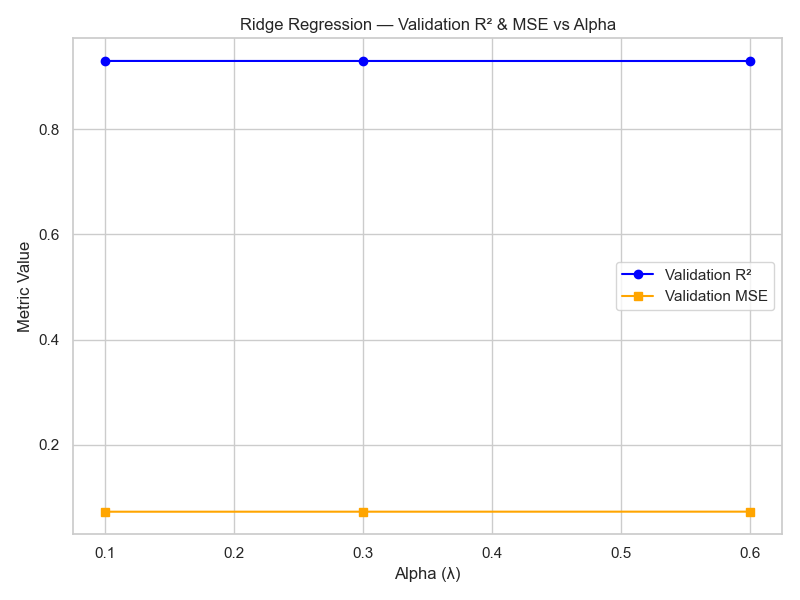 Ridge Regression — Validation R² & MSE vs Alpha
Metric Value
0.8
0.6
0.4
0.2
Validation R²
Validation MSE
0.1 0.2 0.3 0.4 0.5 0.6
Alpha (λ)